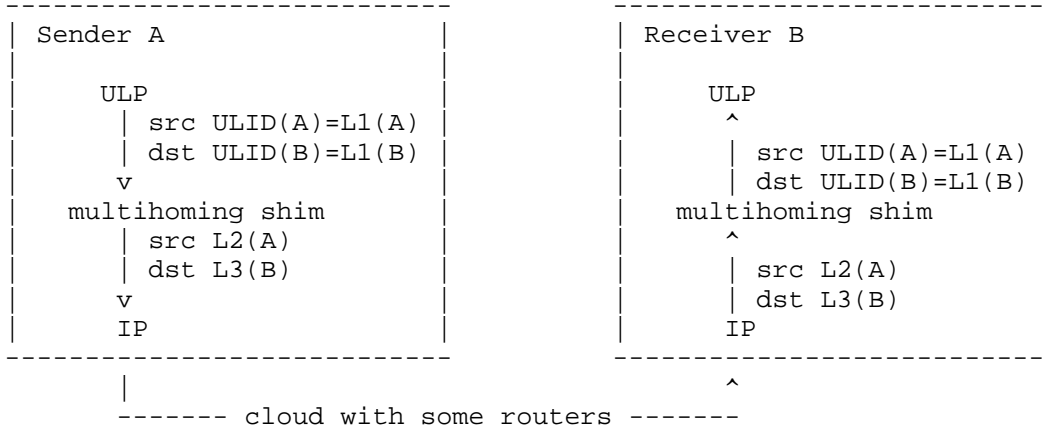 ----------------------------          ---------------------------
| Sender A                 |          | Receiver B
|                          |          |
|     ULP                  |          |     ULP
|      | src ULID(A)=L1(A) |          |      ^
|      | dst ULID(B)=L1(B) |          |      | src ULID(A)=L1(A)
|      v                   |          |      | dst ULID(B)=L1(B)
|   multihoming shim       |          |   multihoming shim
|      | src L2(A)         |          |      ^
|      | dst L3(B)         |          |      | src L2(A)
|      v                   |          |      | dst L3(B)
|      IP                  |          |      IP
----------------------------          ---------------------------
       |                                     ^
       ------- cloud with some routers -------